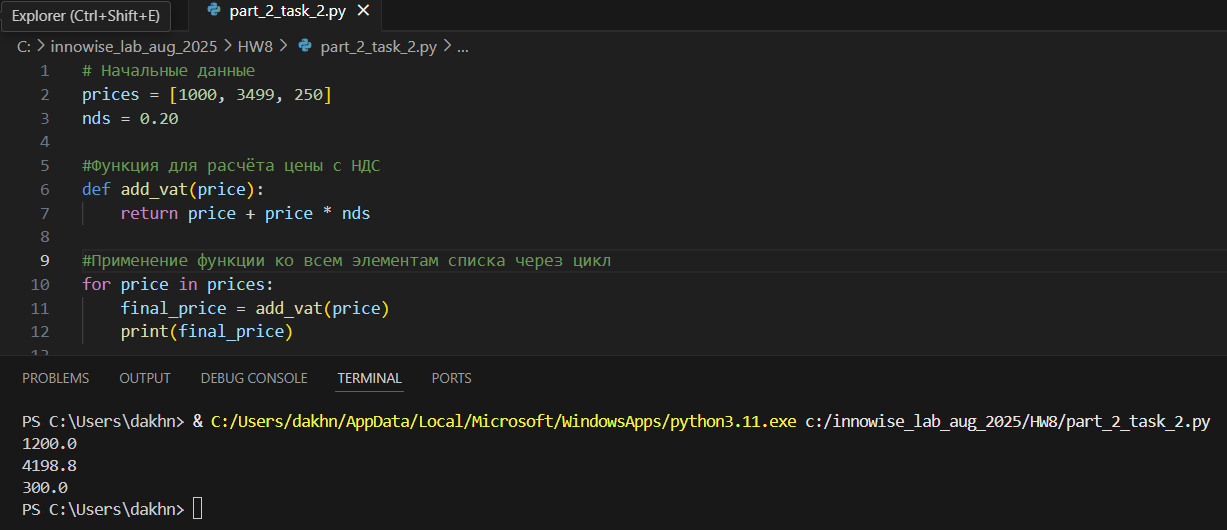 Explorer (Ctrl+Shift+E)
part_2_task_2.py
C: > innowise_lab_aug_2025 > HW8 > part_2_task_2.py > ...
1 # Начальные данные
2 prices = [1000, 3499, 250]
3 nds = 0.20
4
5 #Функция для расчёта цены с НДС
6 def add_vat(price):
7     return price + price * nds
8
9 #Применение функции ко всем элементам списка через цикл
10 for price in prices:
11     final_price = add_vat(price)
12     print(final_price)
13
PROBLEMS OUTPUT DEBUG CONSOLE TERMINAL PORTS
PS C:\Users\dakhn> & C:/Users/dakhn/AppData/Local/Microsoft/WindowsApps/python3.11.exe c:/innowise_lab_aug_2025/HW8/part_2_task_2.py
1200.0
4198.8
300.0
PS C:\Users\dakhn>